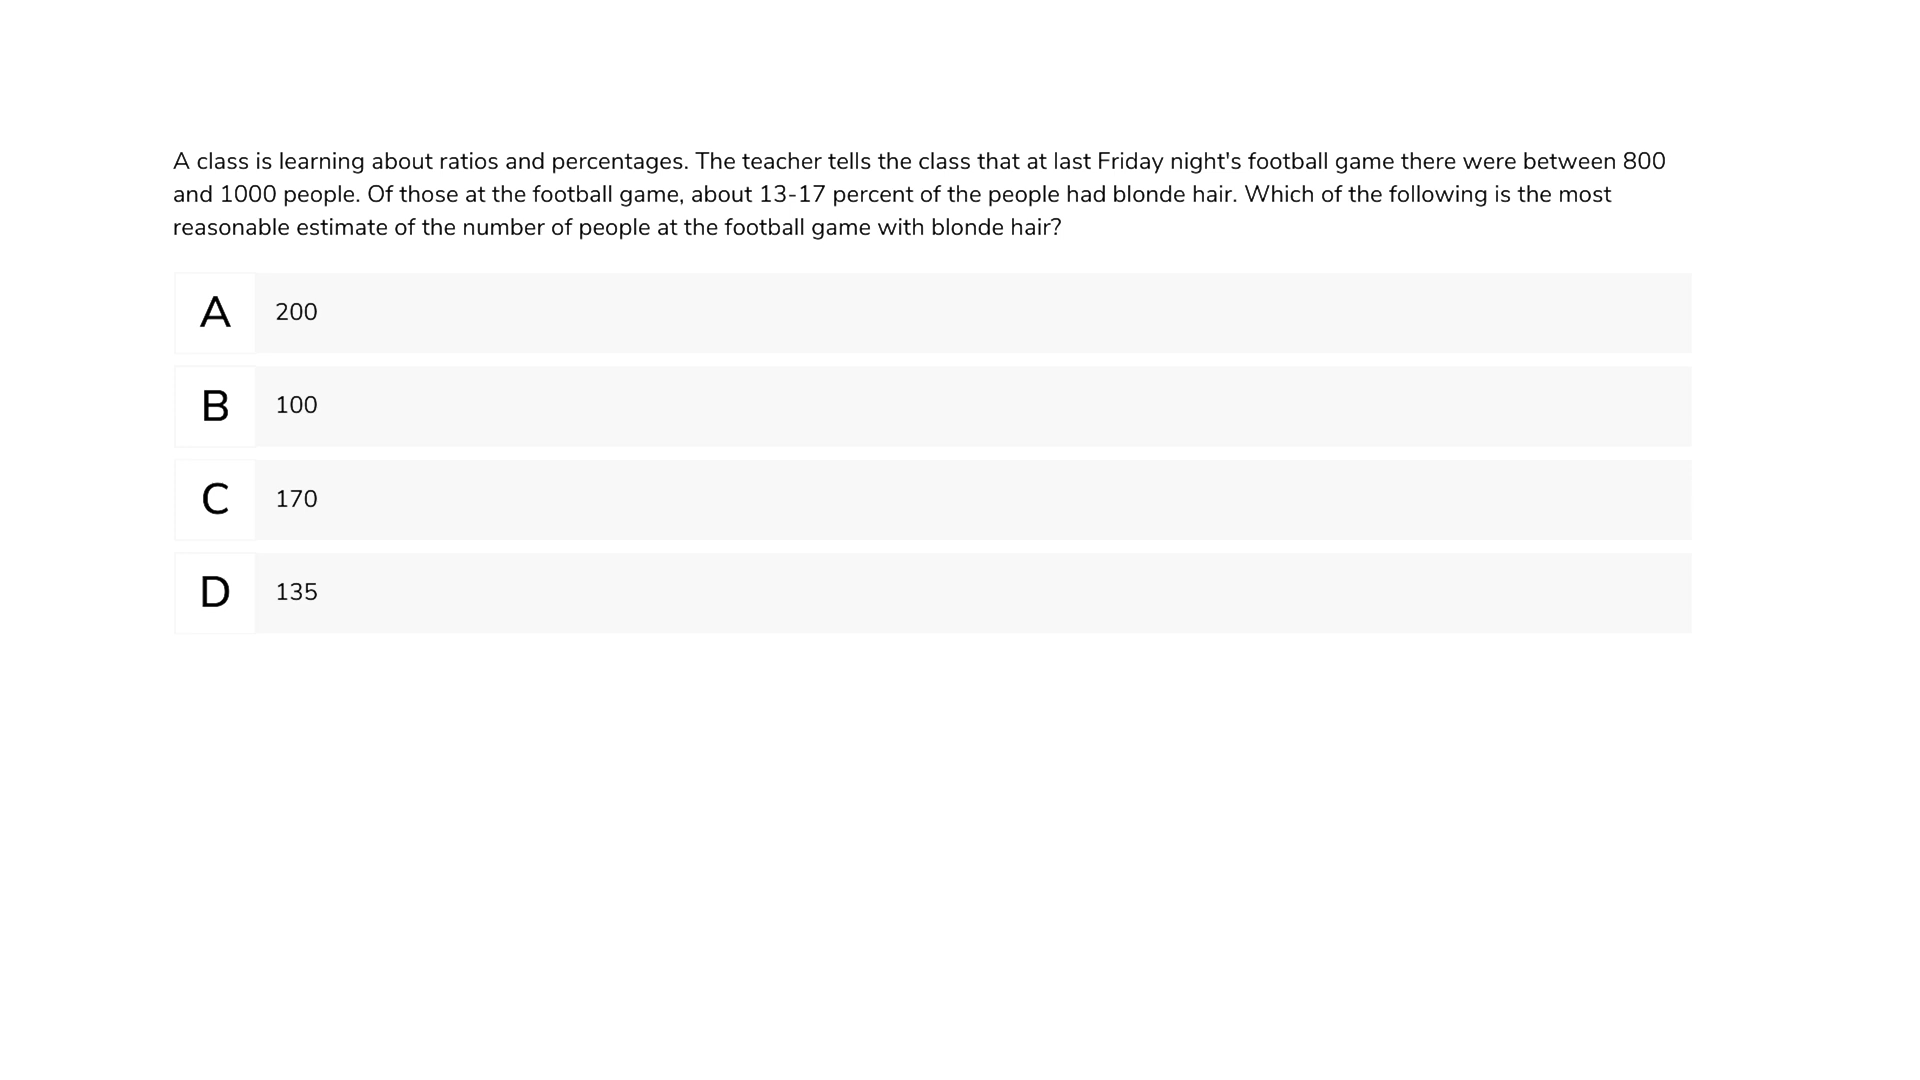 A class is learning about ratios and percentages. The teacher tells the class that at last Friday night's football game there were between 800
and 1000 people. Of those at the football game, about 13-17 percent of the people had blonde hair. Which of the following is the most
reasonable estimate of the number of people at the football game with blonde hair?
A 200
B 100
C 170
D 135